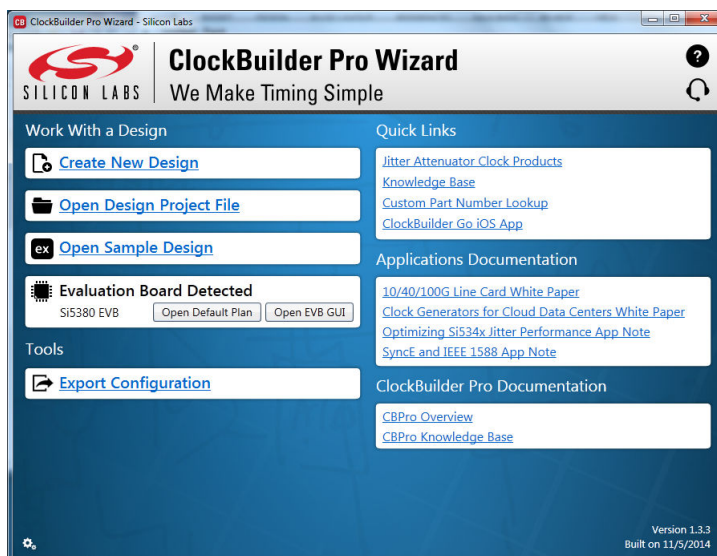 CB ClockBuilder Pro Wizard - Silicon Labs
SILICON LABS
ClockBuilder Pro Wizard
We Make Timing Simple
?
Work With a Design
Create New Design
Open Design Project File
ex Open Sample Design
Evaluation Board Detected
Si5380 EVB Open Default Plan Open EVB GUI
Tools
Export Configuration
Quick Links
Jitter Attenuator Clock Products
Knowledge Base
Custom Part Number Lookup
ClockBuilder Go iOS App
Applications Documentation
10/40/100G Line Card White Paper
Clock Generators for Cloud Data Centers White Paper
Optimizing Si534x Jitter Performance App Note
SyncE and IEEE 1588 App Note
ClockBuilder Pro Documentation
CBPro Overview
CBPro Knowledge Base
Version 1.3.3
Built on 11/5/2014